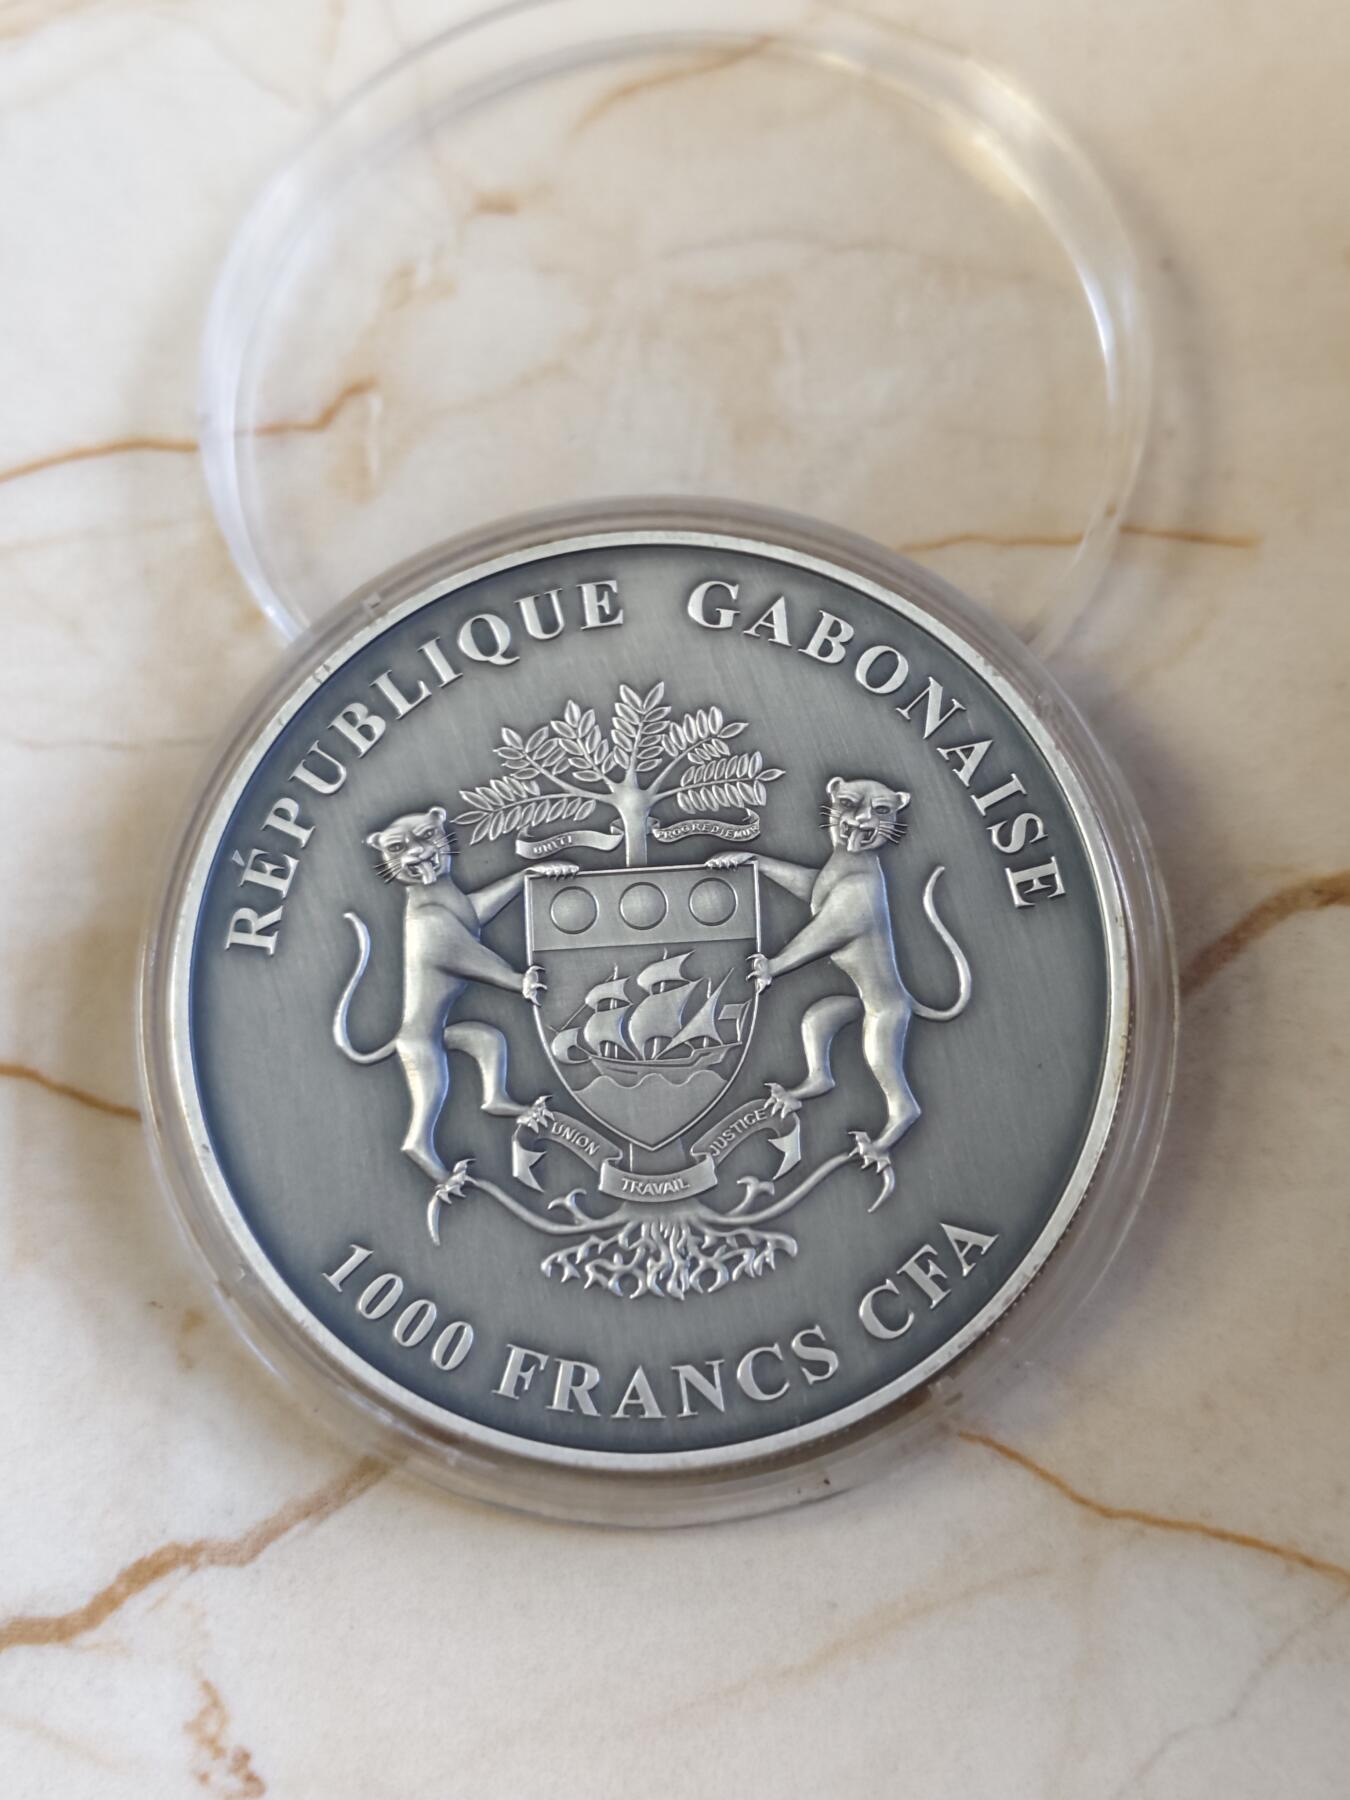 RÉPUBLIQUE GABONAISE
UNITI PROGREDIEMUR
UNION TRAVAIL JUSTICE
1000 FRANCS CFA